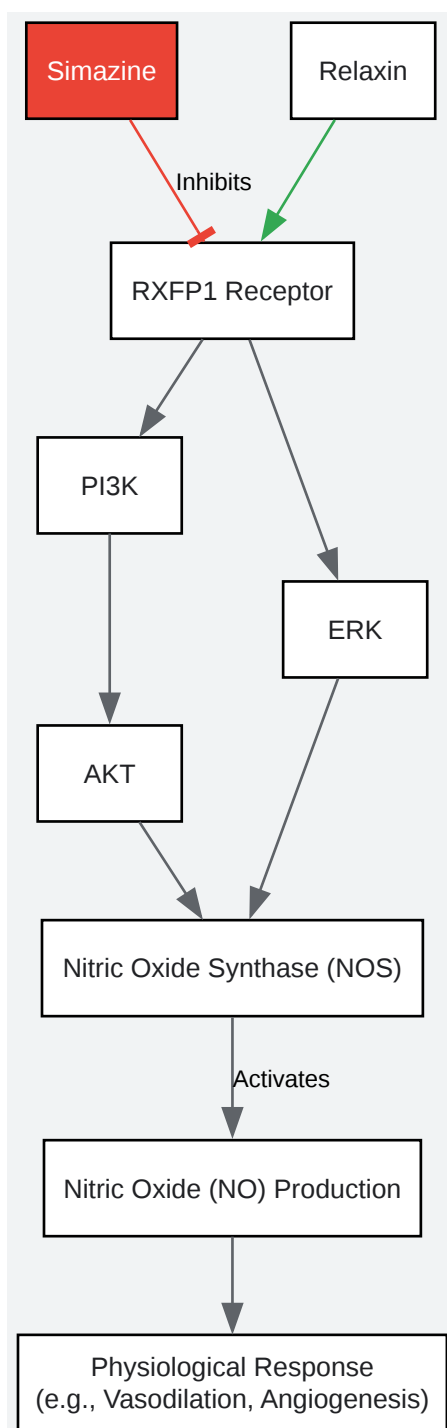 Simazine
Relaxin
Inhibits
RXFP1 Receptor
PI3K
ERK
AKT
Nitric Oxide Synthase (NOS)
Activates
Nitric Oxide (NO) Production
Physiological Response
(e.g., Vasodilation, Angiogenesis)